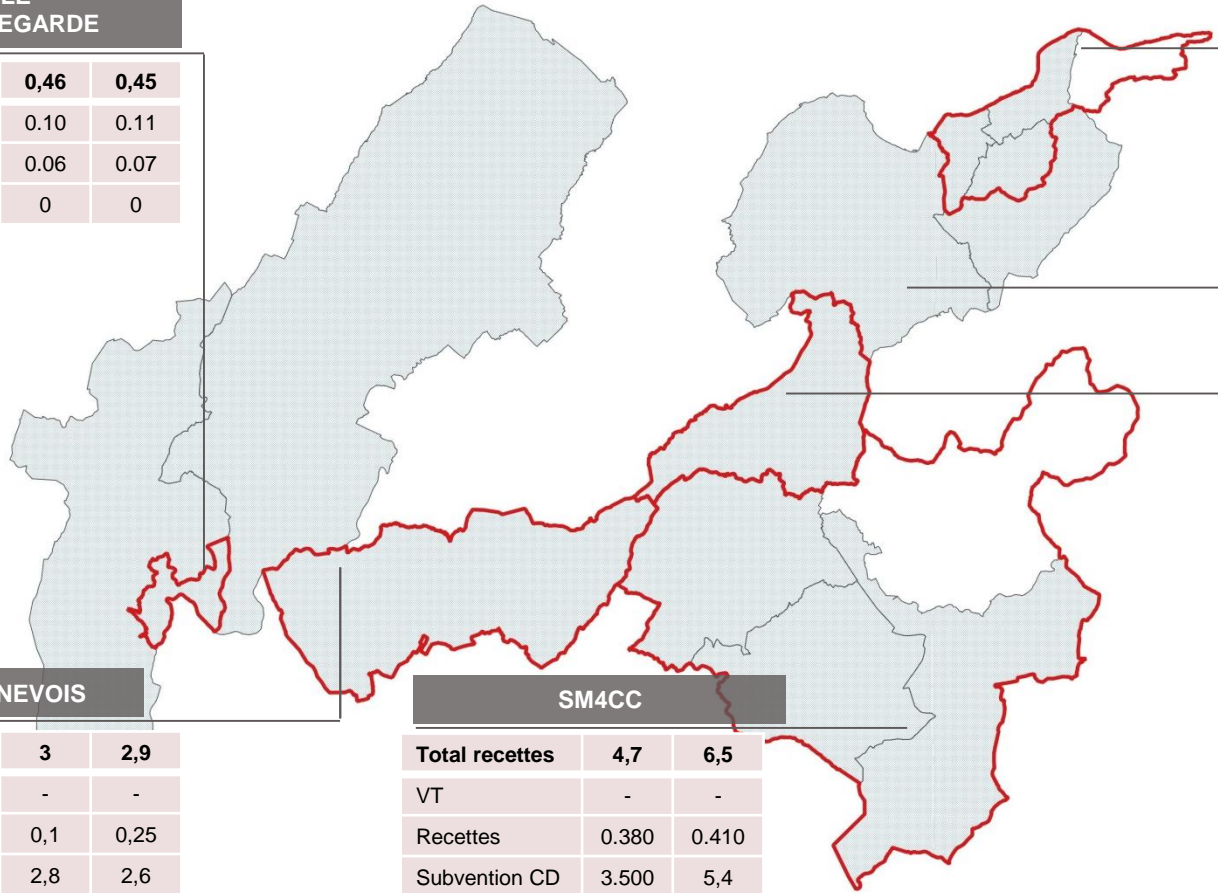 EGARDE
0,46 0,45
0.10 0.11
0.06 0.07
0 0
NEVOIS
3 2,9
- -
0,1 0,25
2,8 2,6
SM4CC
Total recettes 4,7 6,5
VT - -
Recettes 0.380 0.410
Subvention CD 3.500 5,4